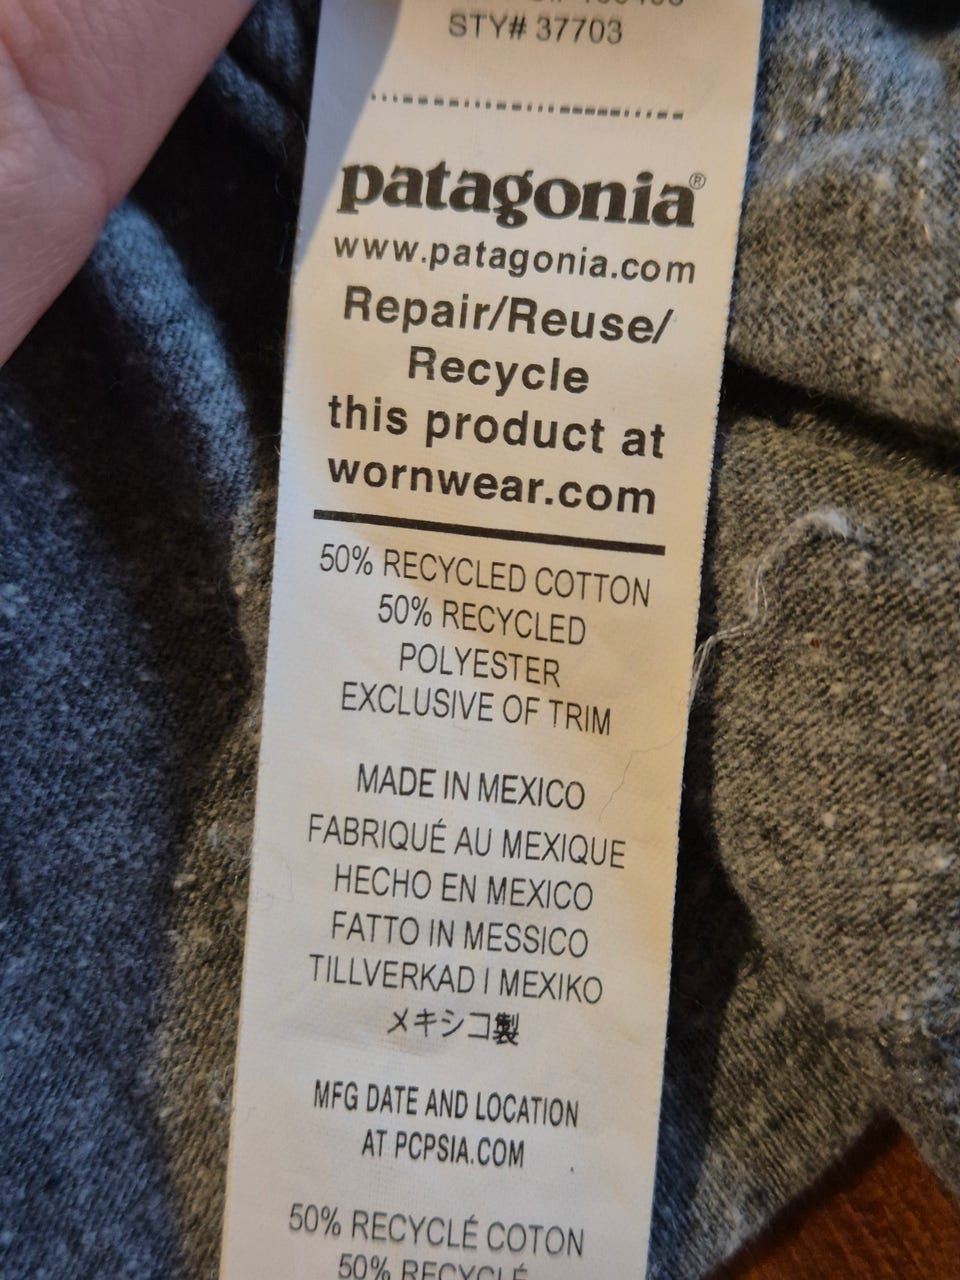 STY# 37703
patagonia®
www.patagonia.com
Repair/Reuse/
Recycle
this product at
wornwear.com
50% RECYCLED COTTON
50% RECYCLED
POLYESTER
EXCLUSIVE OF TRIM
MADE IN MEXICO
FABRIQUÉ AU MEXIQUE
HECHO EN MEXICO
FATTO IN MESSICO
TILLVERKAD I MEXIKO
メキシコ製
MFG DATE AND LOCATION
AT PCPSIA.COM
50% RECYCLÉ COTON
50% RECYCLÉ